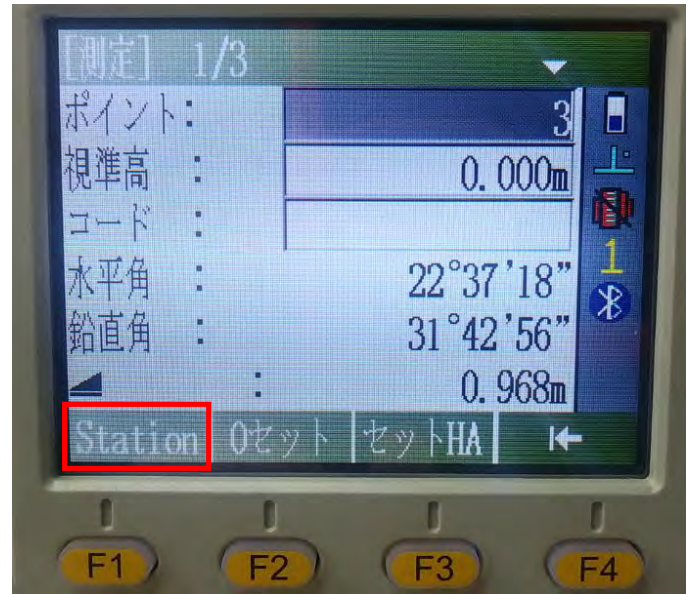 [測定] 1/3
ポイント: 3
視準高 : 0.000m
コード :
水平角 : 22°37'18"
鉛直角 : 31°42'56"
: 0.968m
Station 0セット セットHA
1
F1 F2 F3 F4